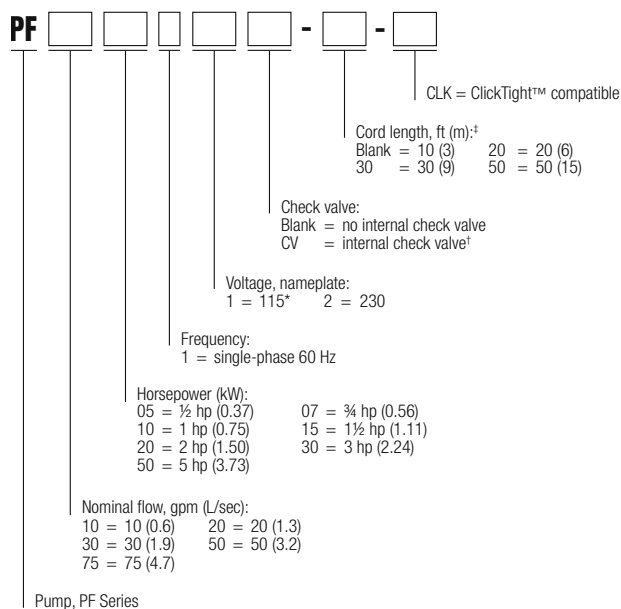 PF - -
CLK = ClickTight™ compatible
Cord length, ft (m):‡
Blank = 10 (3) 20 = 20 (6)
30 = 30 (9) 50 = 50 (15)
Check valve:
Blank = no internal check valve
CV = internal check valve†
Voltage, nameplate:
1 = 115* 2 = 230
Frequency:
1 = single-phase 60 Hz
Horsepower (kW):
05 = ½ hp (0.37) 07 = ¾ hp (0.56)
10 = 1 hp (0.75) 15 = 1½ hp (1.11)
20 = 2 hp (1.50) 30 = 3 hp (2.24)
50 = 5 hp (3.73)
Nominal flow, gpm (L/sec):
10 = 10 (0.6) 20 = 20 (1.3)
30 = 30 (1.9) 50 = 50 (3.2)
75 = 75 (4.7)
Pump, PF Series